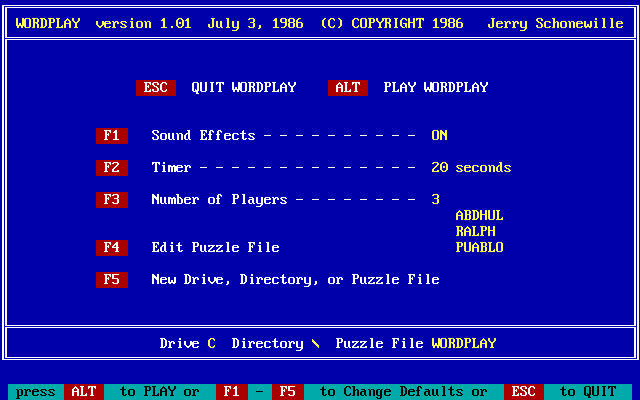 WORDPLAY version 1.01 July 3, 1986 (C) COPYRIGHT 1986 Jerry Schonewille
ESC QUIT WORDPLAY ALT PLAY WORDPLAY
F1 Sound Effects - - - - - - - - - - ON
F2 Timer - - - - - - - - - - - - - - 20 seconds
F3 Number of Players - - - - - - - - 3
ABDHUL
RALPH
F4 Edit Puzzle File PUABLO
F5 New Drive, Directory, or Puzzle File
Drive C Directory \ Puzzle File WORDPLAY
press ALT to PLAY or F1 - F5 to Change Defaults or ESC to QUIT